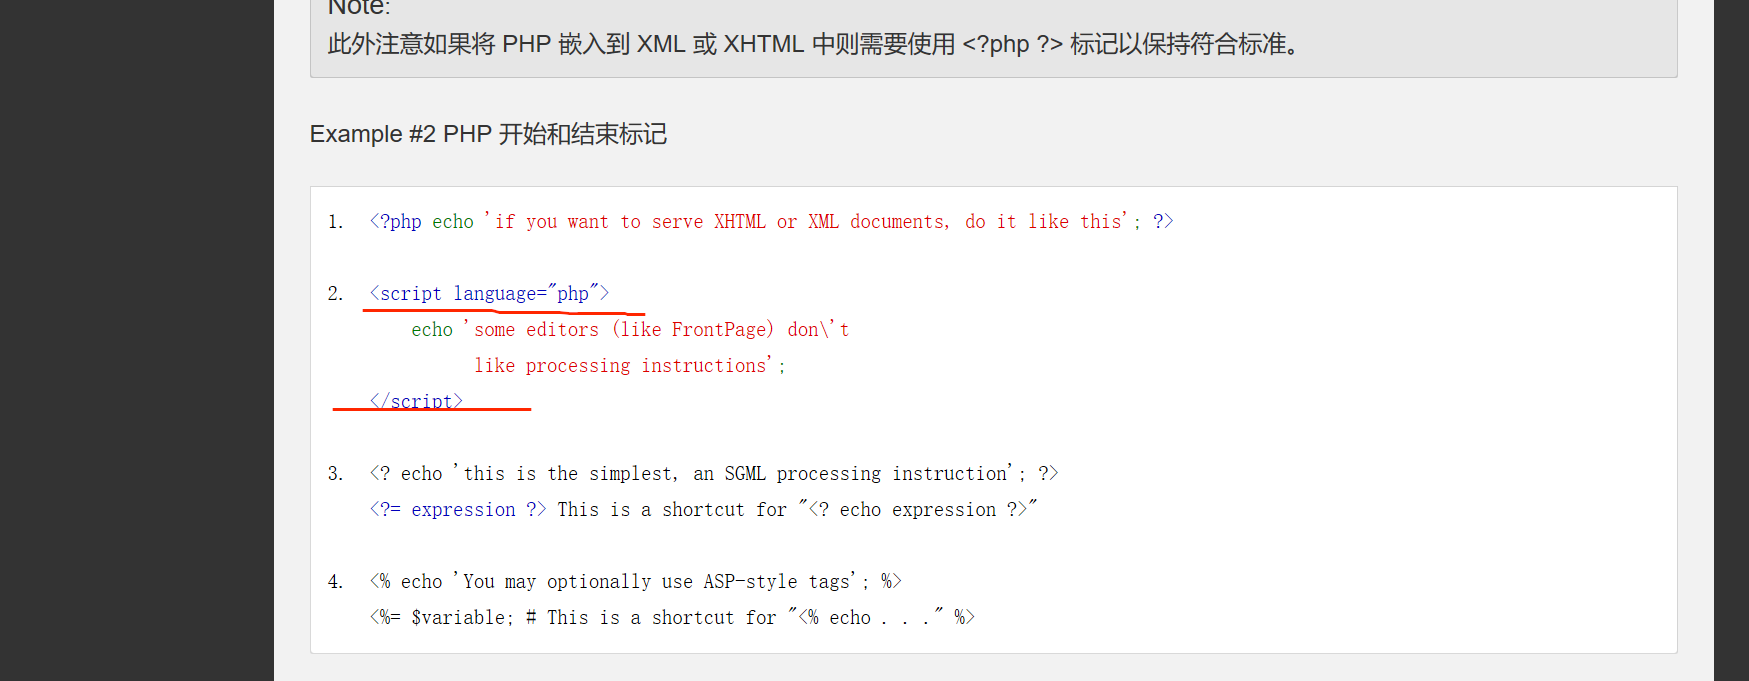 Note:
此外注意如果将 PHP 嵌入到 XML 或 XHTML 中则需要使用 <?php ?> 标记以保持符合标准。
Example #2 PHP 开始和结束标记
1. <?php echo 'if you want to serve XHTML or XML documents, do it like this'; ?>
2. <script language="php">
echo 'some editors (like FrontPage) don\'t
like processing instructions';
</script>
3. <? echo 'this is the simplest, an SGML processing instruction'; ?>
<?= expression ?> This is a shortcut for "<? echo expression ?>"
4. <% echo 'You may optionally use ASP-style tags'; %>
<%= $variable; # This is a shortcut for "<% echo . . ." %>